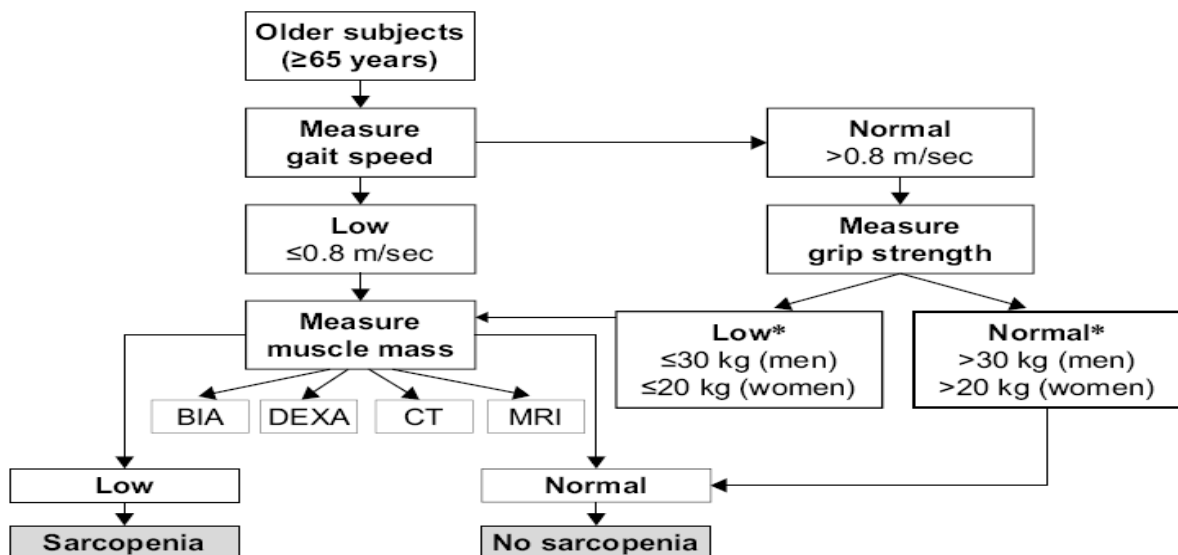 Older subjects
(≥65 years)
Measure
gait speed
Normal
>0.8 m/sec
Low
≤0.8 m/sec
Measure
grip strength
Measure
muscle mass
Low*
≤30 kg (men)
≤20 kg (women)
Normal*
>30 kg (men)
>20 kg (women)
BIA
DEXA
CT
MRI
Low
Normal
Sarcopenia
No sarcopenia